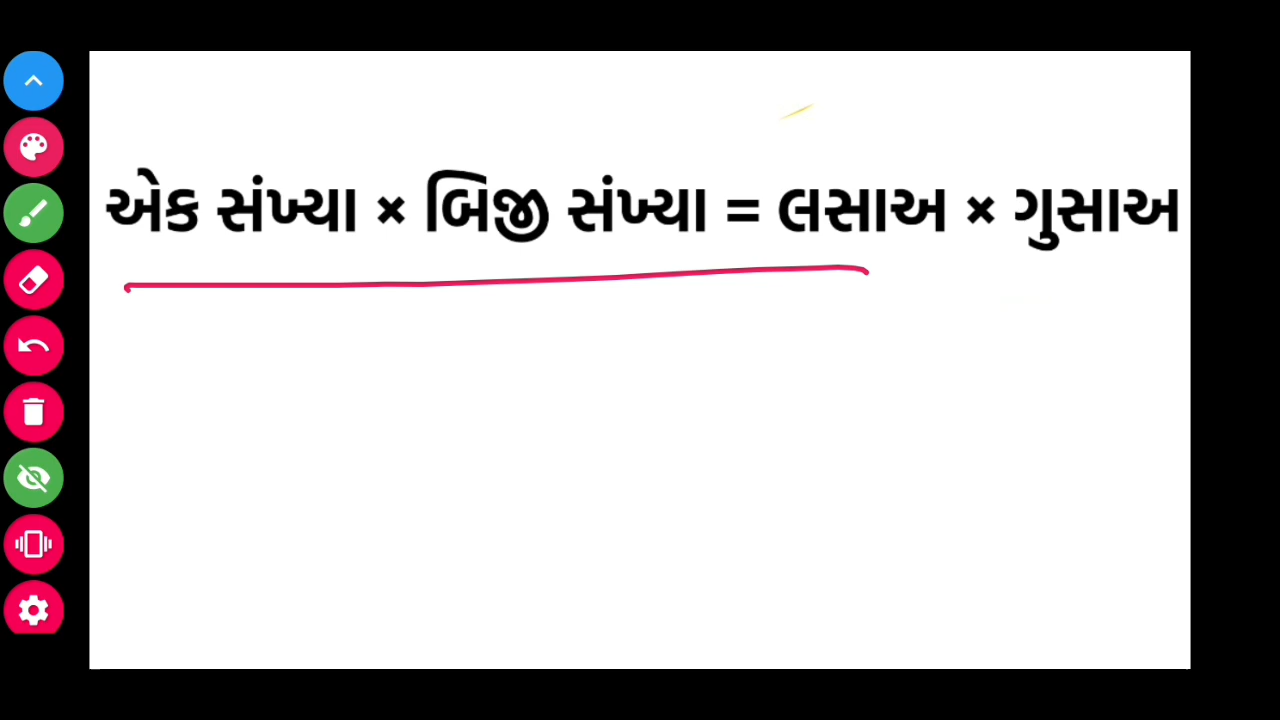 એક સંખ્યા × બિજી સંખ્યા = લસાઅ × ગુસાઅ